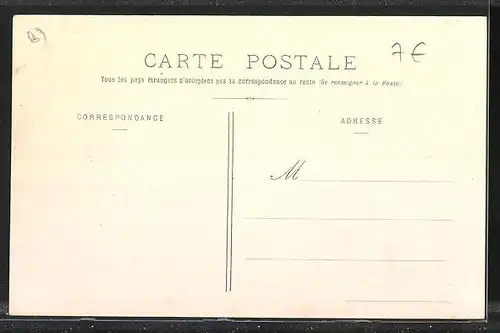 89 7€
CARTE POSTALE
Tous les pays étrangers n'acceptent pas la correspondance au recto (Se renseigner à la Poste)
CORRESPONDANCE
ADRESSE
M